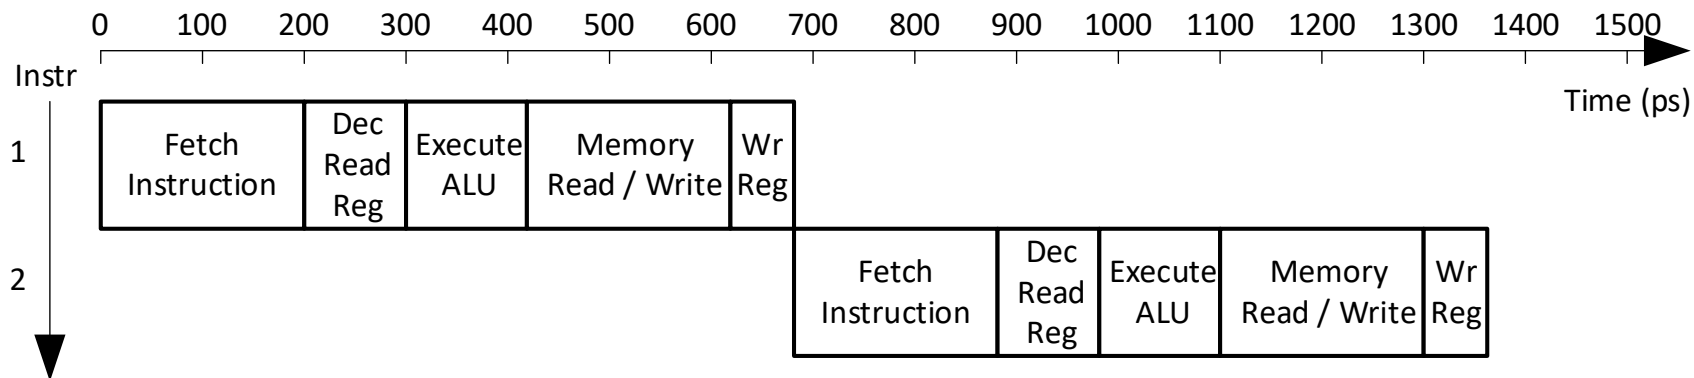 0 100 200 300 400 500 600 700 800 900 1000 1100 1200 1300 1400 1500
Instr
Time (ps)
1
Fetch
Instruction
Dec
Read
Reg
Execute
ALU
Memory
Read / Write
Wr
Reg
2
Fetch
Instruction
Dec
Read
Reg
Execute
ALU
Memory
Read / Write
Wr
Reg